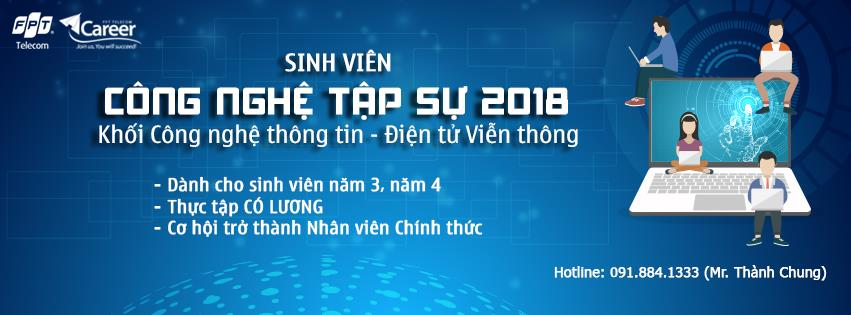 FPT
Telecom
FPT TELECOM
Career
Join us, You will succeed!
SINH VIÊN
CÔNG NGHỆ TẬP SỰ 2018
Khối Công nghệ thông tin - Điện tử Viễn thông
- Dành cho sinh viên năm 3, năm 4
- Thực tập CÓ LƯƠNG
- Cơ hội trở thành Nhân viên Chính thức
Hotline: 091.884.1333 (Mr. Thành Chung)